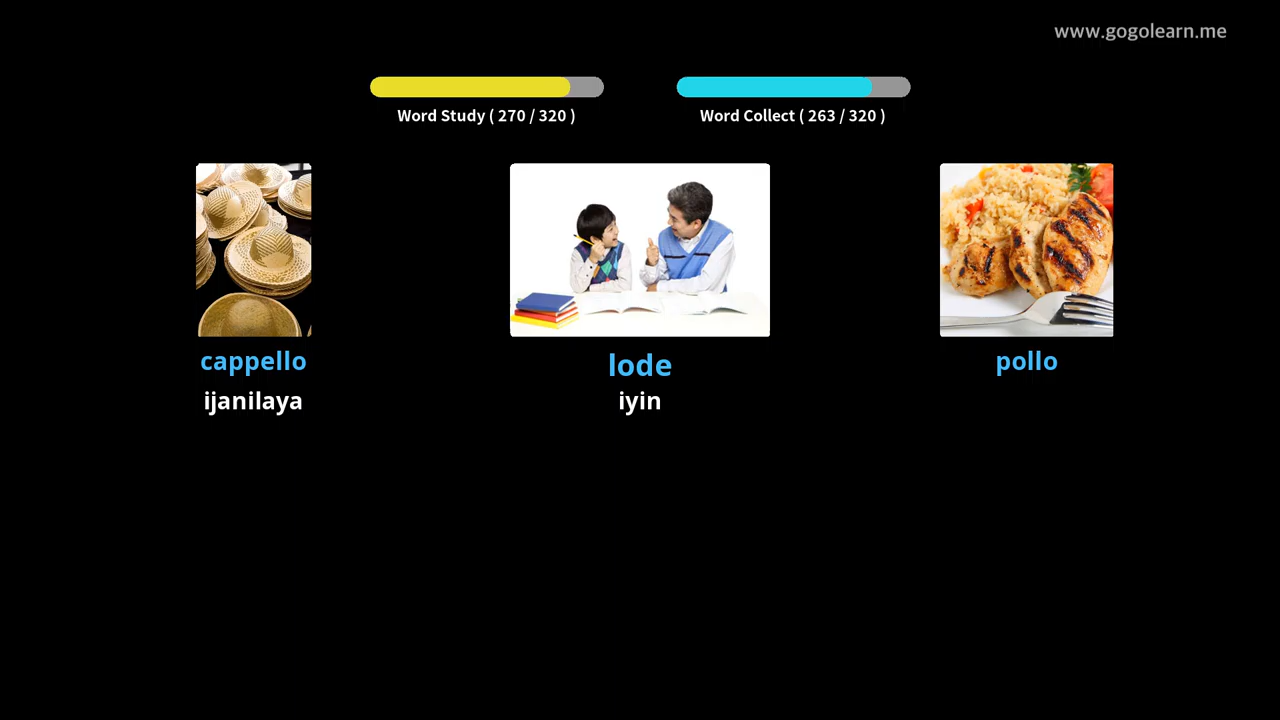 www.gogolearn.me
Word Study ( 270 / 320 )
Word Collect ( 263 / 320 )
cappello
lode
pollo
ijanilaya
iyin